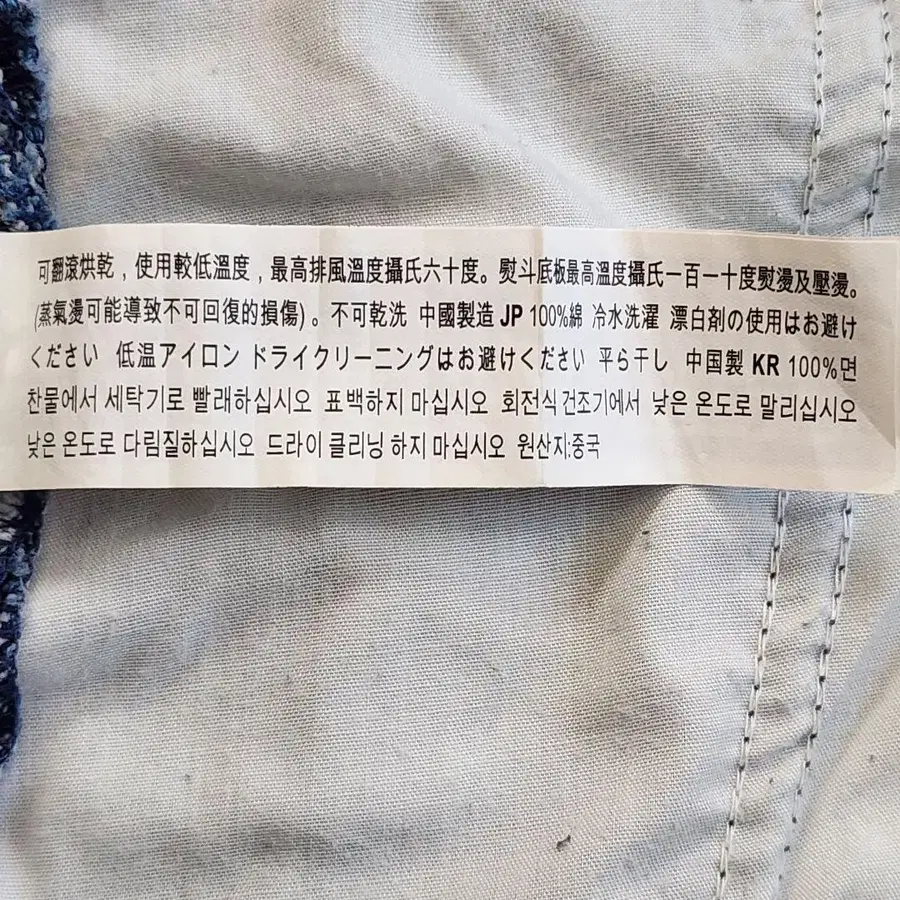 可翻滾烘乾，使用較低溫度，最高排風溫度攝氏六十度。熨斗底板最高溫度攝氏一百一十度熨燙及壓燙。
(蒸氣燙可能導致不可回復的損傷)。不可乾洗 中國製造 JP 100%綿 冷水洗濯 漂白剤の使用はお避け
ください 低温アイロン ドライクリーニングはお避けください 平ら干し 中国製 KR 100%면
찬물에서 세탁기로 빨래하십시오 표백하지 마십시오 회전식 건조기에서 낮은 온도로 말리십시오
낮은 온도로 다림질하십시오 드라이 클리닝 하지 마십시오 원산지:중국